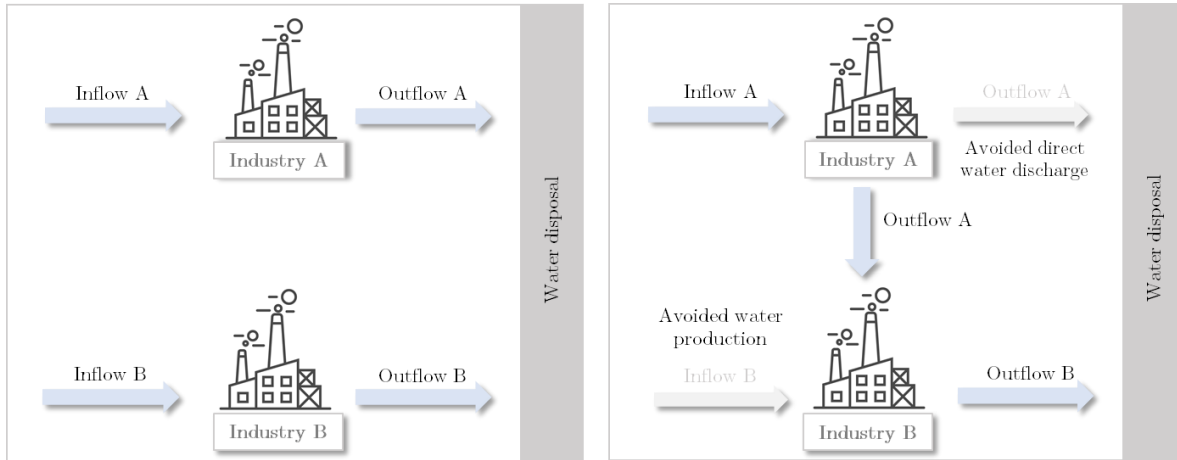 Inflow A
Outflow A
Industry A
Inflow B
Outflow B
Industry B
Water disposal
Inflow A
Outflow A
Industry A
Avoided direct
water discharge
Outflow A
Avoided water
production
Inflow B
Outflow B
Industry B
Water disposal